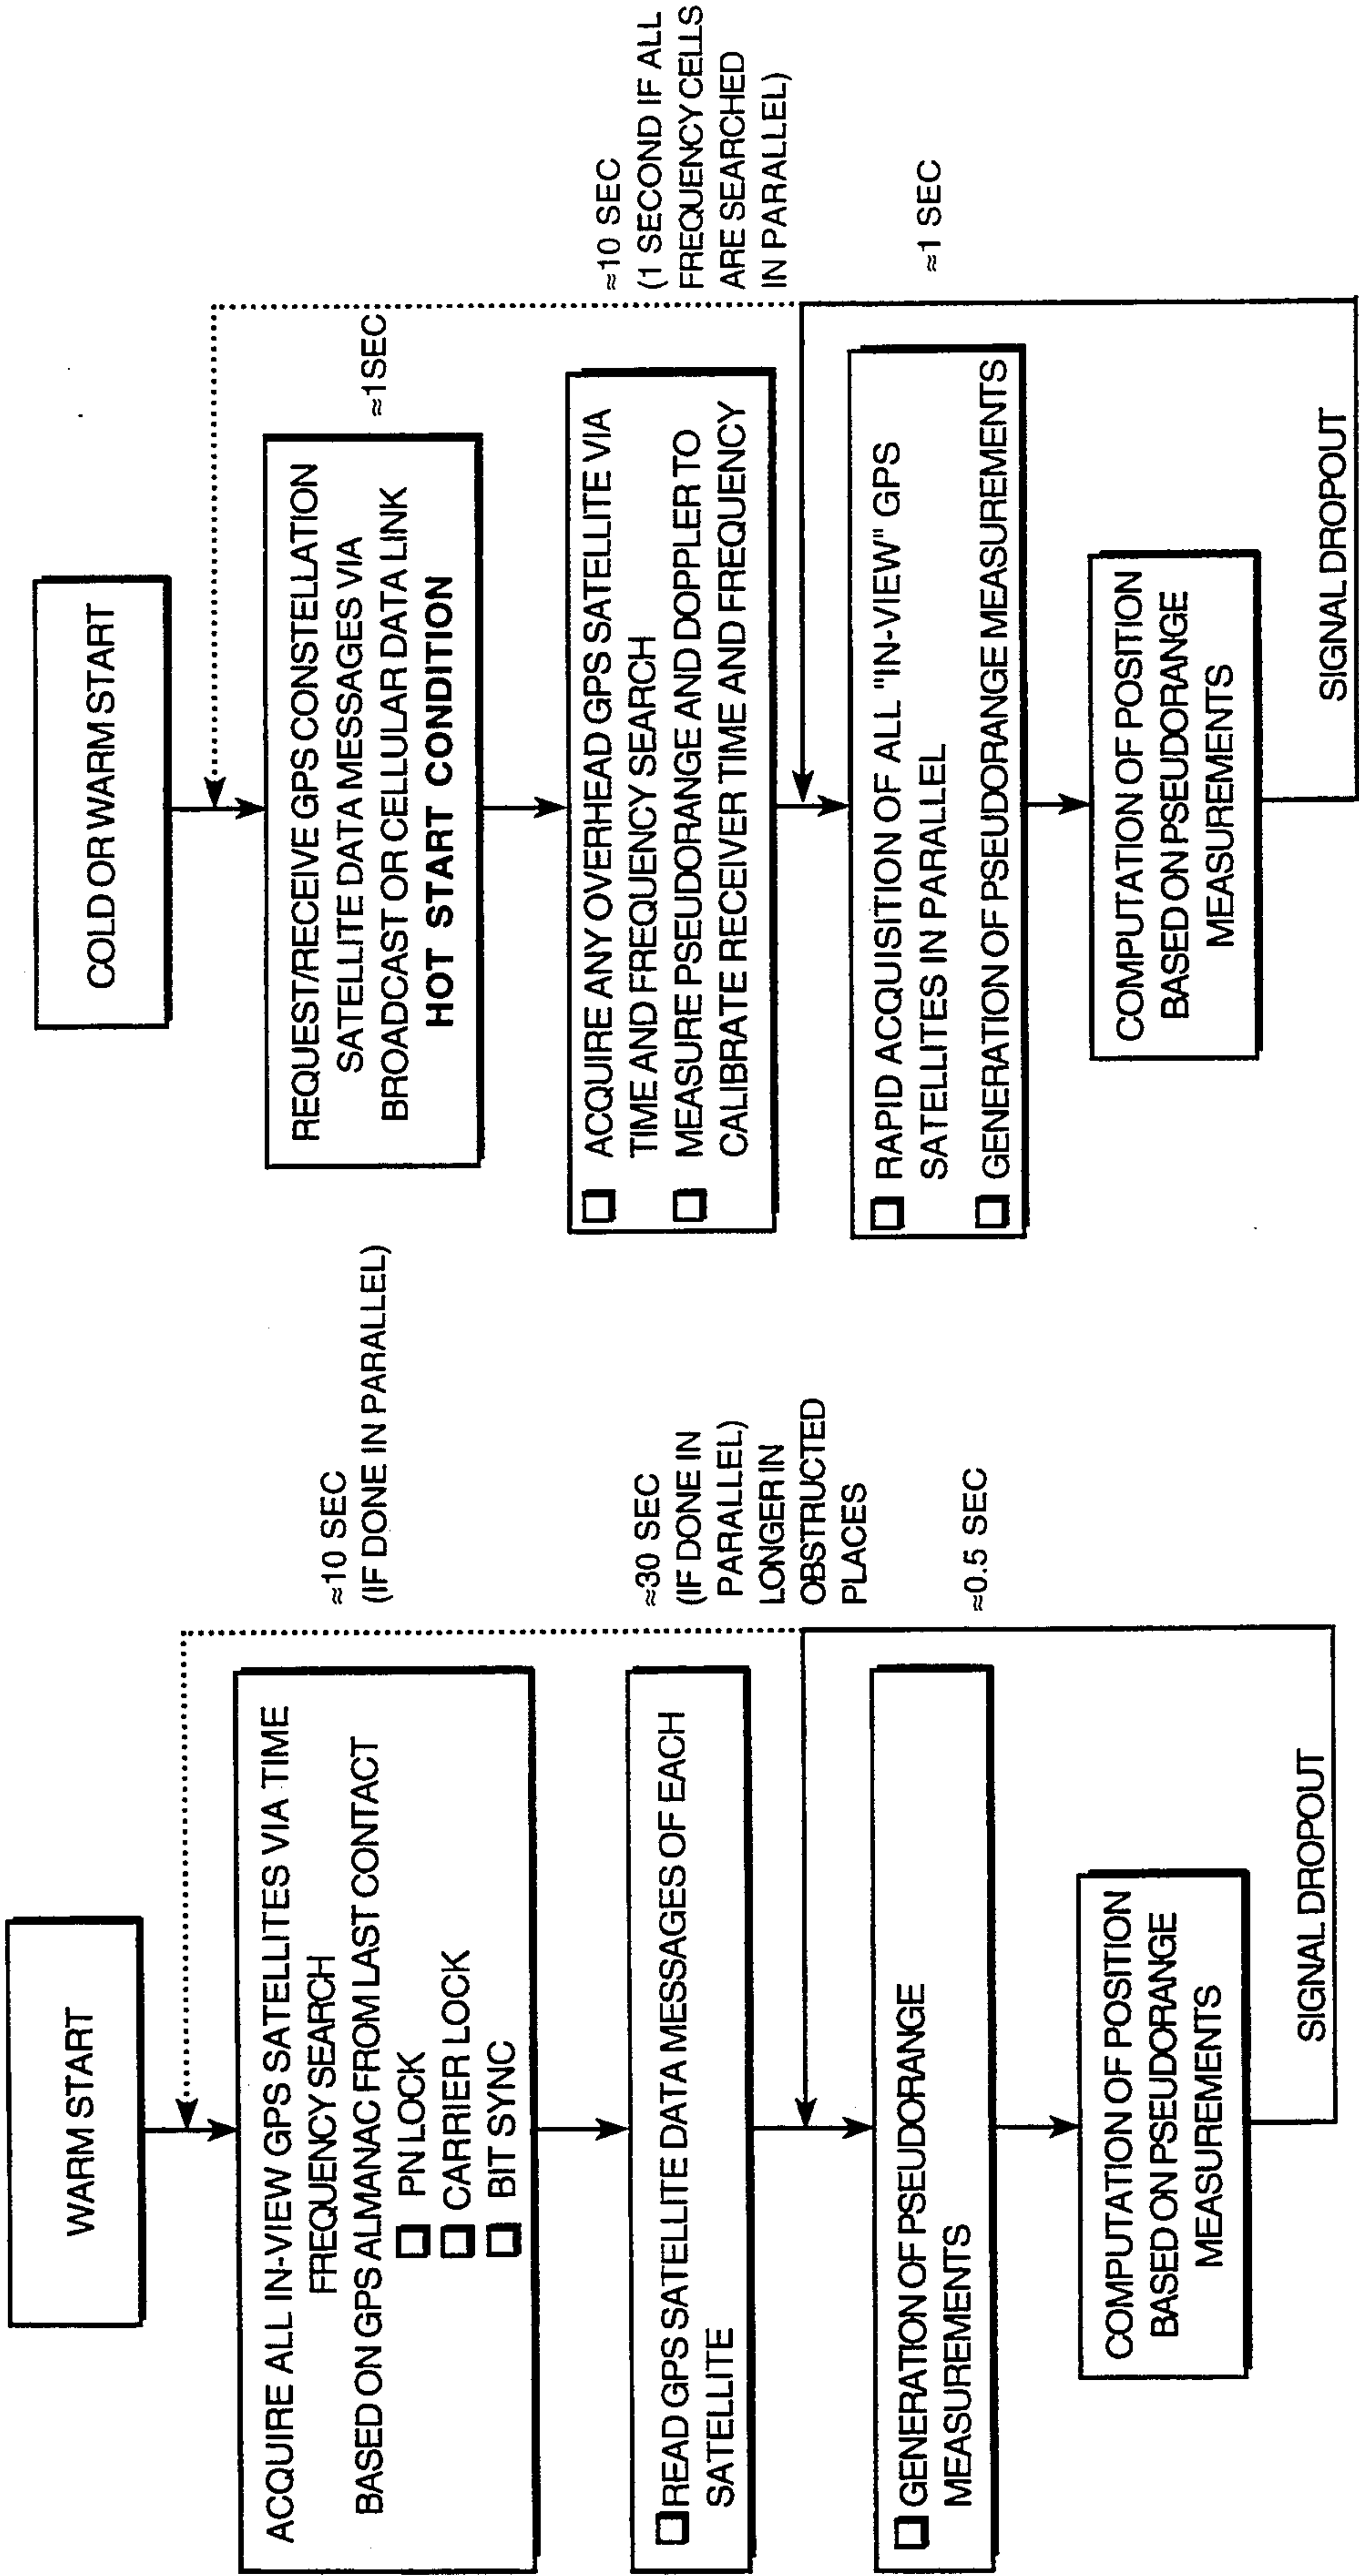 WARM START
ACQUIRE ALL IN-VIEW GPS SATELLITES VIA TIME
FREQUENCY SEARCH
BASED ON GPS ALMANAC FROM LAST CONTACT
PN LOCK
CARRIER LOCK
BIT SYNC
≈10 SEC
(IF DONE IN PARALLEL)
READ GPS SATELLITE DATA MESSAGES OF EACH
SATELLITE
≈30 SEC
(IF DONE IN
PARALLEL)
LONGER IN
OBSTRUCTED
PLACES
GENERATION OF PSEUDORANGE
MEASUREMENTS
≈0.5 SEC
COMPUTATION OF POSITION
BASED ON PSEUDORANGE
MEASUREMENTS
SIGNAL DROPOUT
COLD OR WARM START
REQUEST/RECEIVE GPS CONSTELLATION
SATELLITE DATA MESSAGES VIA
BROADCAST OR CELLULAR DATA LINK
HOT START CONDITION
≈1SEC
ACQUIRE ANY OVERHEAD GPS SATELLITE VIA
TIME AND FREQUENCY SEARCH
MEASURE PSEUDORANGE AND DOPPLER TO
CALIBRATE RECEIVER TIME AND FREQUENCY
≈10 SEC
(1 SECOND IF ALL
FREQUENCY CELLS
ARE SEARCHED
IN PARALLEL)
RAPID ACQUISITION OF ALL "IN-VIEW" GPS
SATELLITES IN PARALLEL
GENERATION OF PSEUDORANGE MEASUREMENTS
≈1 SEC
COMPUTATION OF POSITION
BASED ON PSEUDORANGE
MEASUREMENTS
SIGNAL DROPOUT